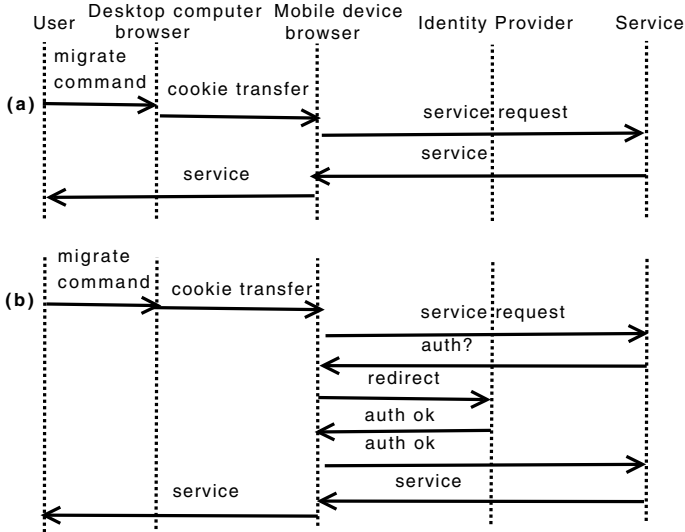 User
Desktop computer
browser
Mobile device
browser
Identity Provider
Service
migrate
command
(a)
cookie transfer
service request
service
service
migrate
command
(b)
cookie transfer
service request
auth?
redirect
auth ok
auth ok
service
service